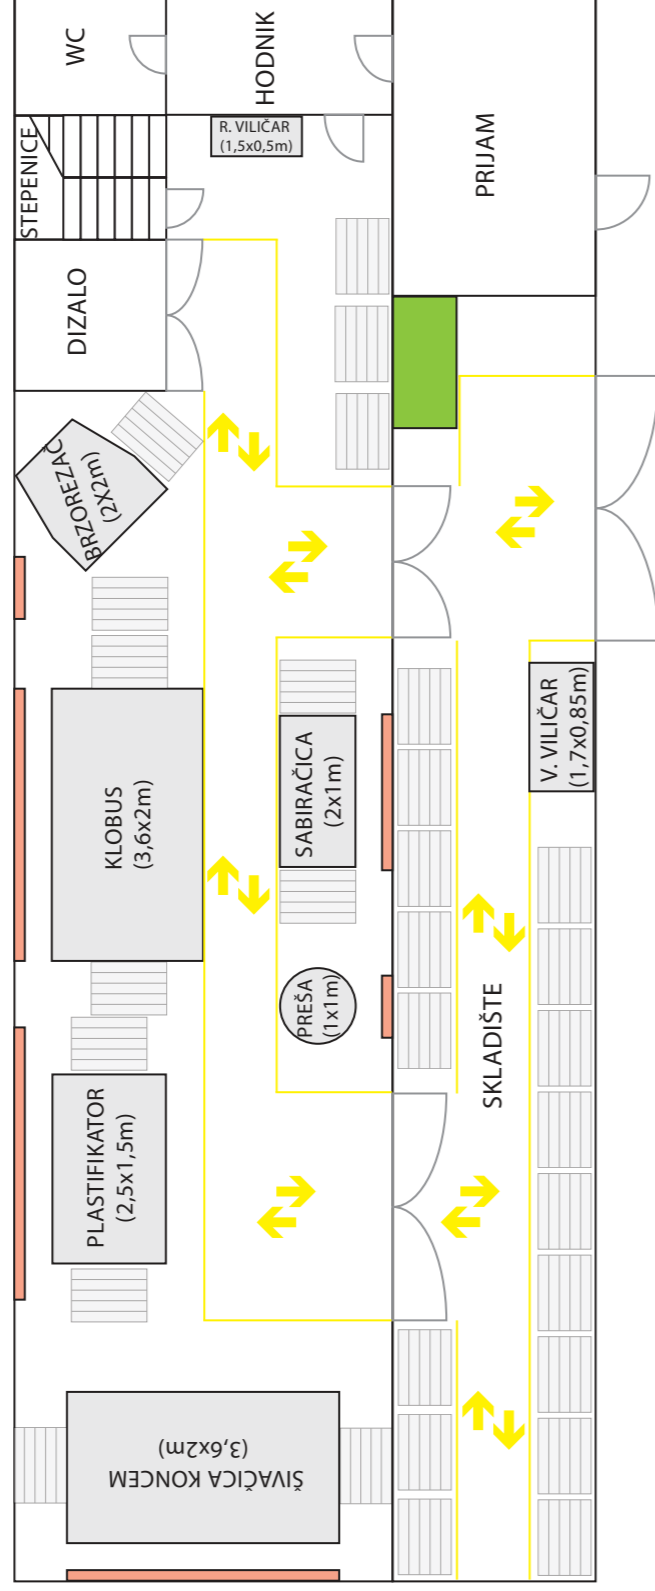 WC
HODNIK
STEPENICE
R. VILIČAR
(1,5x0,5m)
PRIJAM
DIZALO
BRZOREZAČ
(2X2m)
KLOBUS
(3,6x2m)
SABIRAČICA
(2x1m)
V. VILIČAR
(1,7x0,85m)
PREŠA
(1x1m)
SKLADIŠTE
PLASTIFIKATOR
(2,5x1,5m)
ŠIVAČICA KONCEM
(3,6x2m)